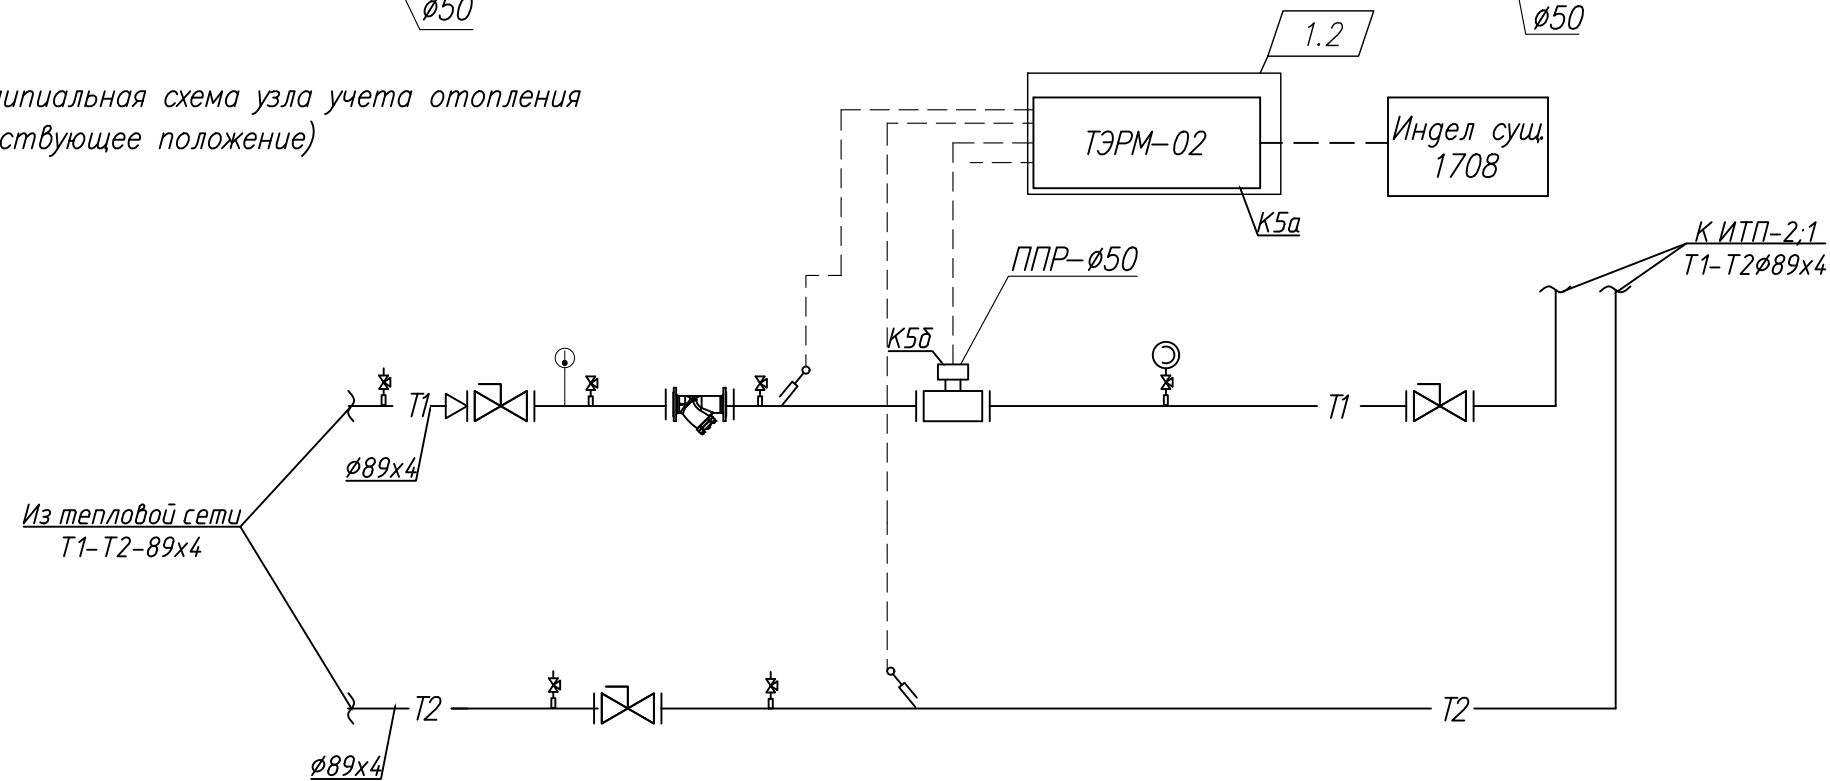 ø50
1.2
ø50
ципиальная схема узла учета отопления
ствующее положение)
ТЭРМ-02
Индел сущ.
1708
К5а
К ИТП-2;1
Т1-Т2ø89х4
ППР-ø50
К5б
Т1
Т1
ø89х4
Из тепловой сети
Т1-Т2-89х4
Т2
Т2
ø89х4